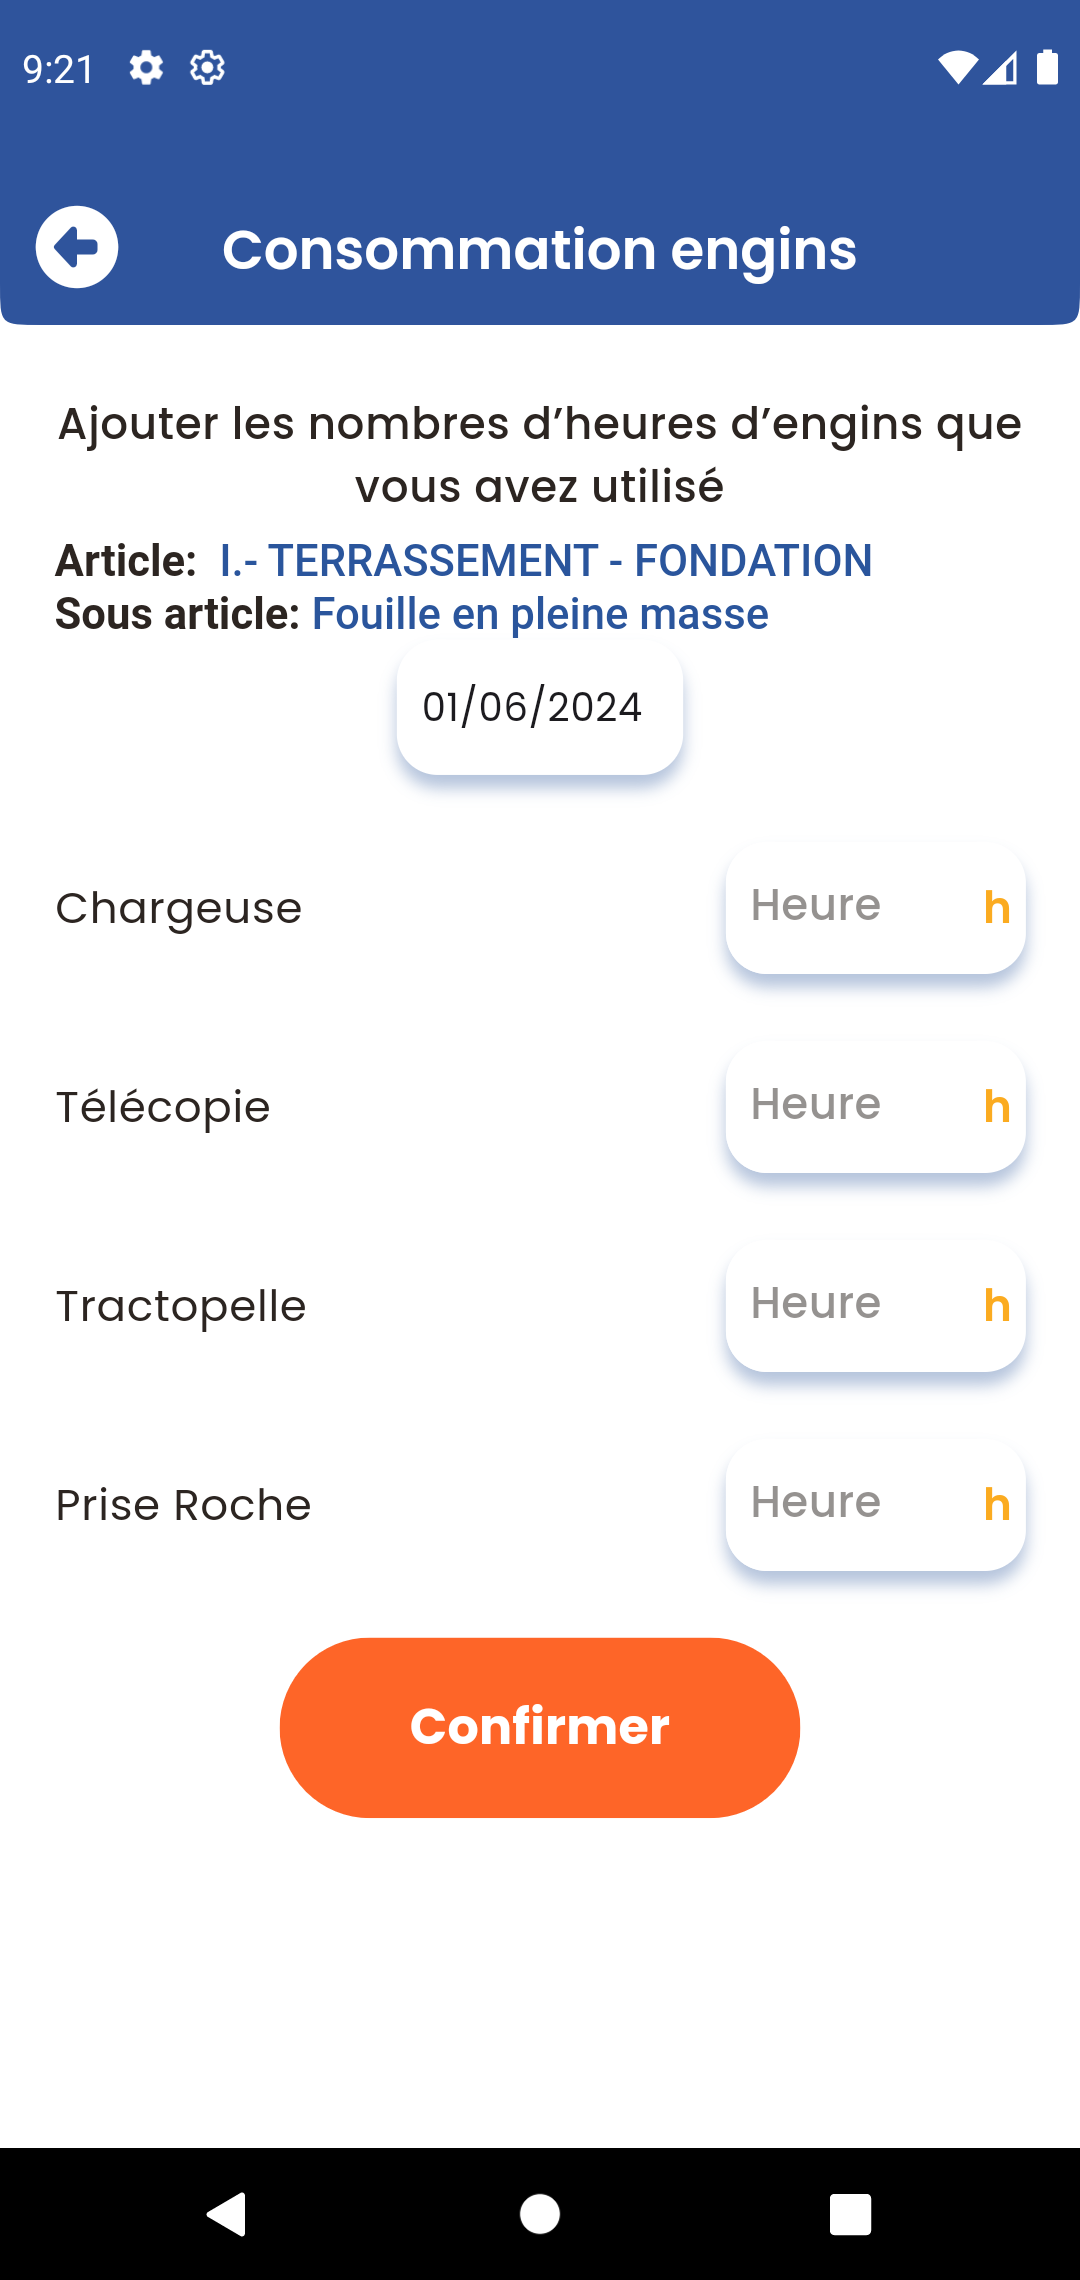 9:21
Consommation engins
Ajouter les nombres d’heures d’engins que
vous avez utilisé
Article: I.- TERRASSEMENT - FONDATION
Sous article: Fouille en pleine masse
01/06/2024
Chargeuse Heure h
Télécopie Heure h
Tractopelle Heure h
Prise Roche Heure h
Confirmer